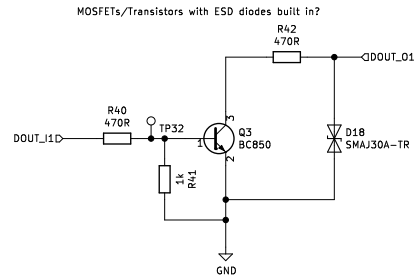 MOSFETs/Transistors with ESD diodes built in?
R42
470R
DOUT_O1
R40
470R
TP32
3
Q3
BC850
D18
SMAJ30A-TR
DOUT_I1
1
2
1k
R41
GND